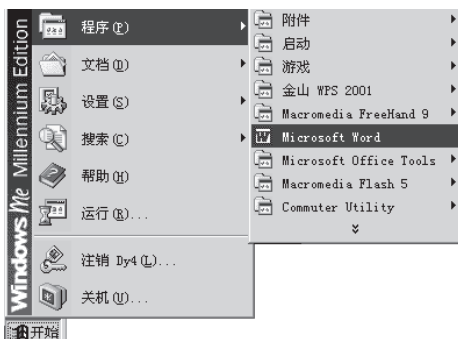 Windows Me Millennium Edition
程序(P)
文档(D)
设置(S)
搜索(C)
帮助(H)
运行(R)...
注销 Dy4(L)...
关机(U)...
开始
附件
启动
游戏
金山 WPS 2001
Macromedia FreeHand 9
Microsoft Word
Microsoft Office Tools
Macromedia Flash 5
Commuter Utility